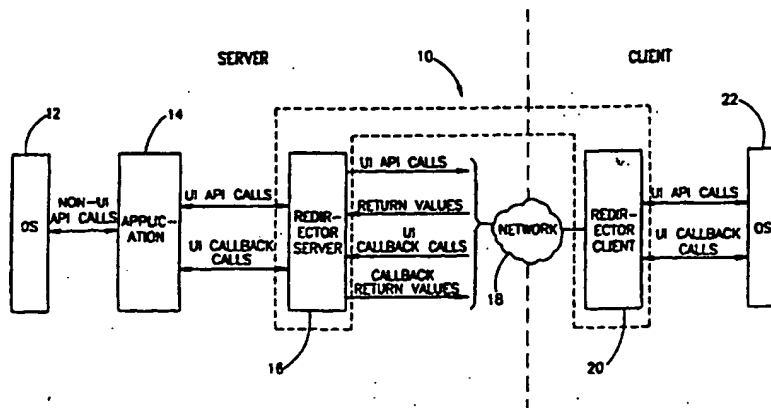 SERVER
CLIENT
10
12
14
22
OS
NON-UI
API CALLS
APPLIC-
ATION
UI API CALLS
UI CALLBACK
CALLS
REDIR-
ECTOR
SERVER
16
UI API CALLS
RETURN VALUES
UI
CALLBACK CALLS
CALLBACK
RETURN VALUES
NETWORK
18
REDIR-
ECTOR
CLIENT
20
UI API CALLS
UI CALLBACK
CALLS
OS